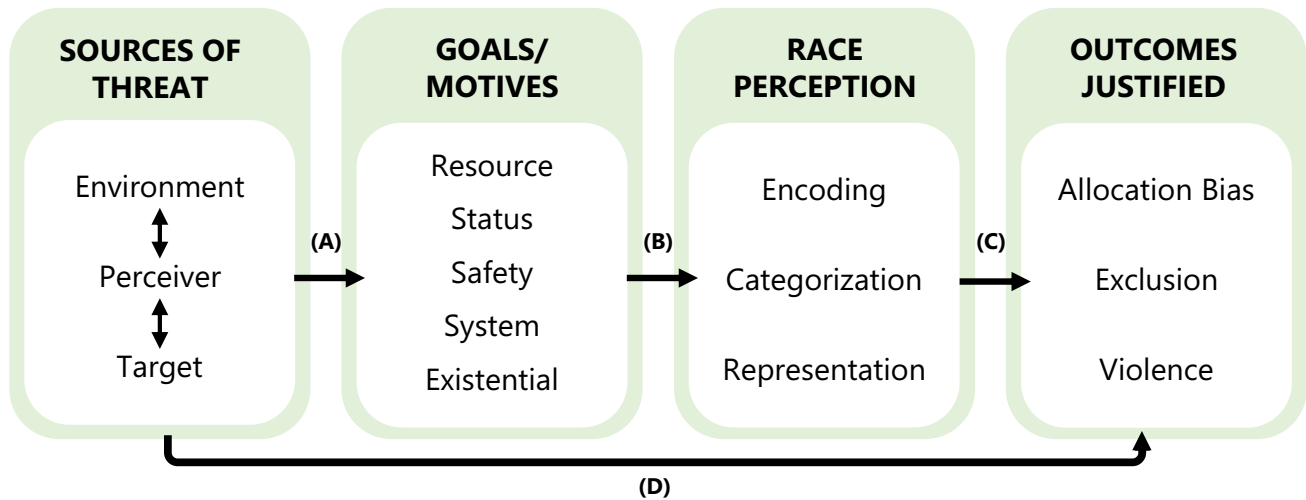 SOURCES OF
THREAT
Environment
Perceiver
Target
(A)
GOALS/
MOTIVES
Resource
Status
Safety
System
Existential
(B)
RACE
PERCEPTION
Encoding
Categorization
Representation
(C)
OUTCOMES
JUSTIFIED
Allocation Bias
Exclusion
Violence
(D)